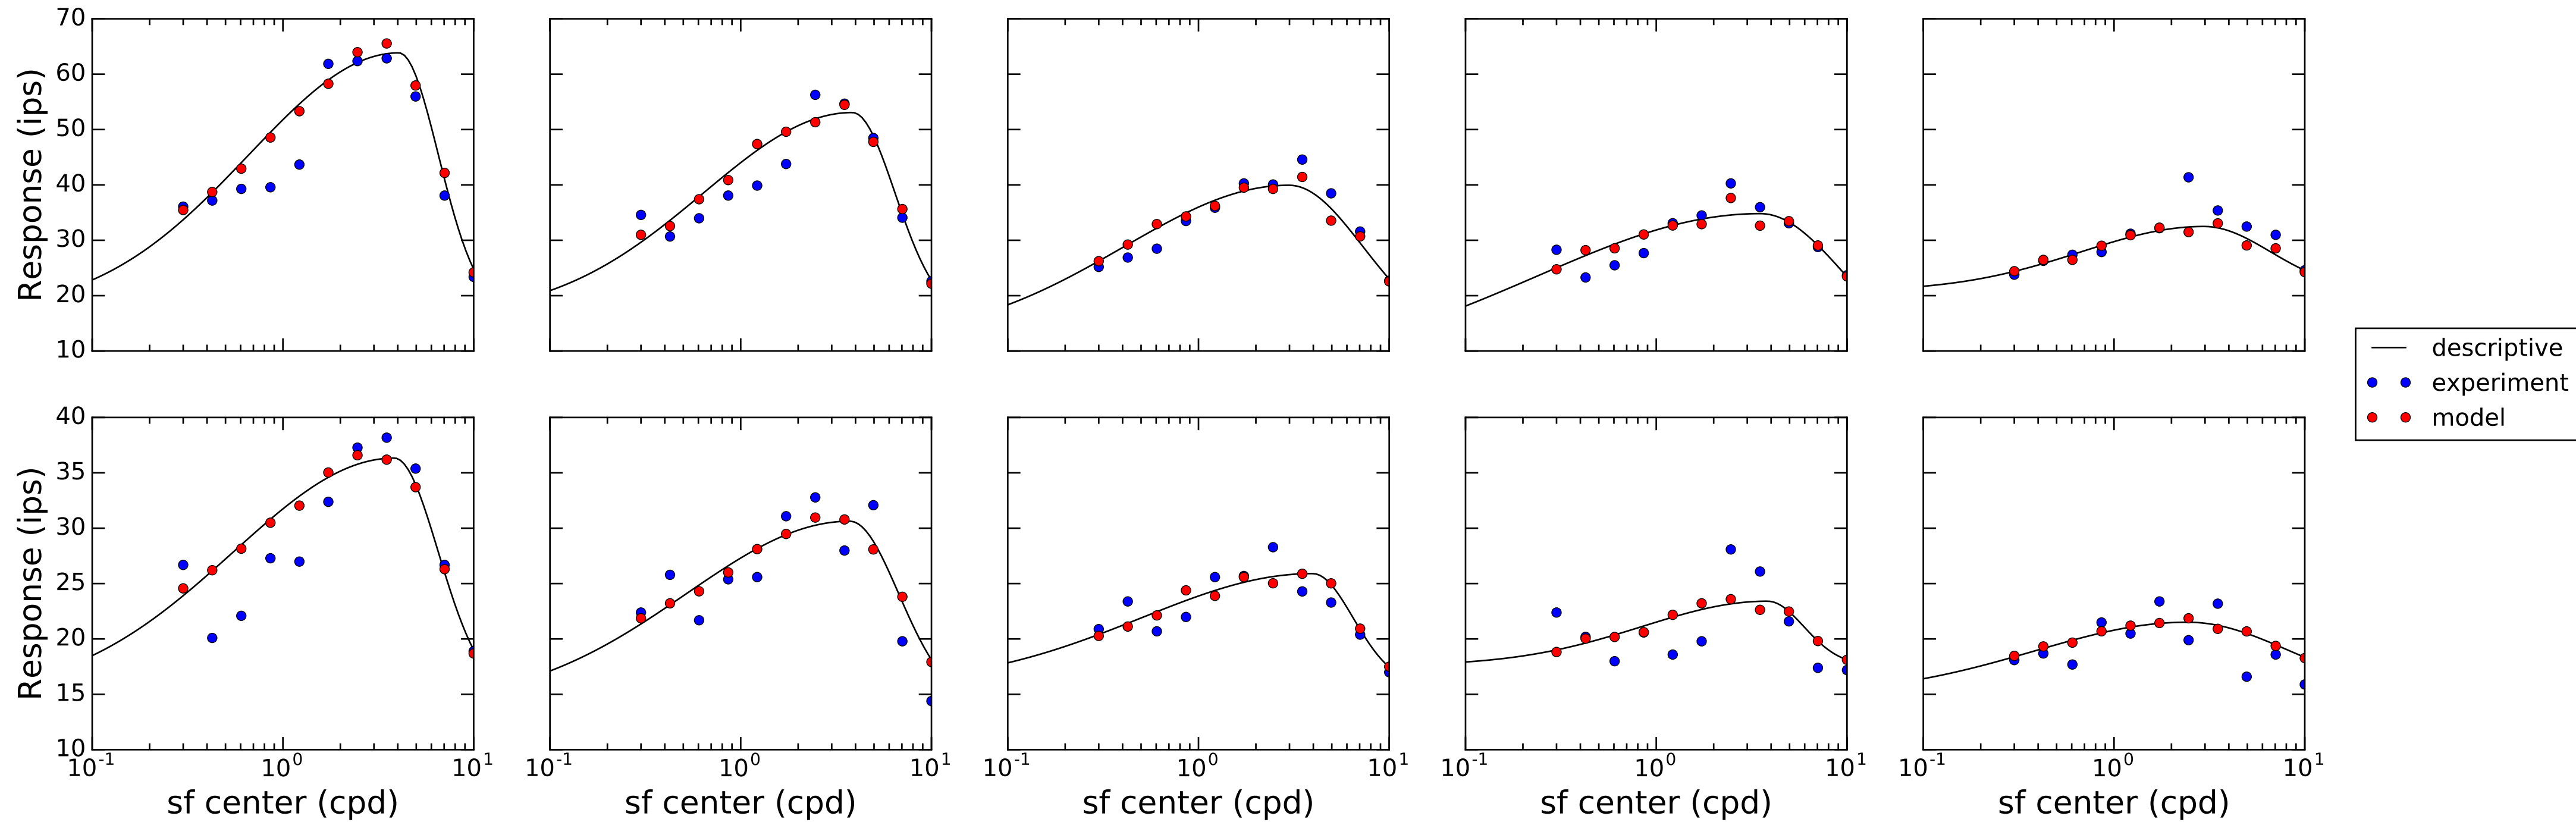 70
60
50
40
30
20
10
Response (ips)
descriptive
experiment
model
40
35
30
25
20
15
10
Response (ips)
10^-1 10^0 10^1
10^-1 10^0 10^1
10^-1 10^0 10^1
10^-1 10^0 10^1
10^-1 10^0 10^1
sf center (cpd)
sf center (cpd)
sf center (cpd)
sf center (cpd)
sf center (cpd)